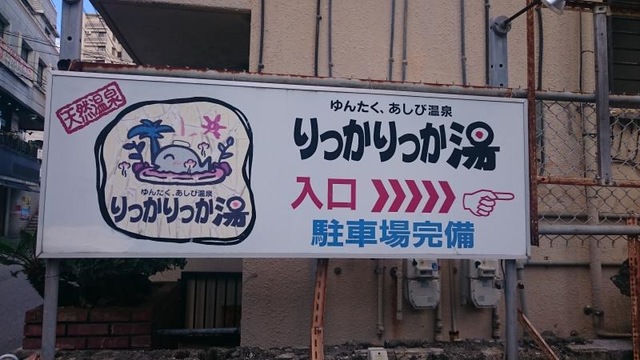 天然温泉
ゆんたく、あしび温泉
りっかりっか湯
ゆんたく、あしび温泉
りっかりっか湯
入口
駐車場完備